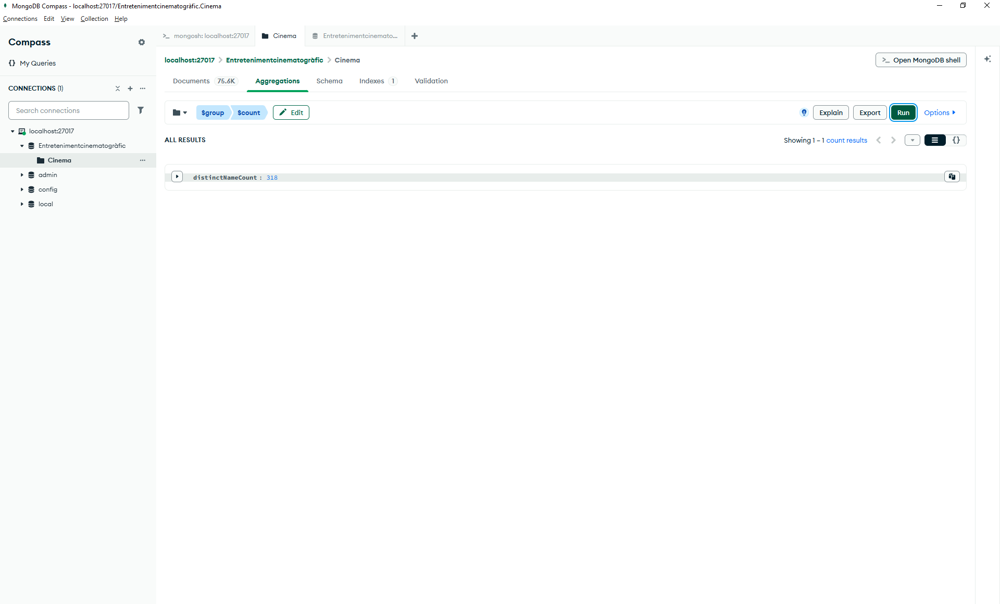 MongoDB Compass - localhost:27017/Entretenimentcinematogràfic.Cinema
Connections Edit View Collection Help
Compass
My Queries
CONNECTIONS (1)
Search connections
localhost:27017
Entretenimentcinematogràfic
Cinema
admin
config
local
mongosh: localhost:27017
Cinema
Entretenimentcinemato...
localhost:27017 > Entretenimentcinematogràfic > Cinema
Open MongoDB shell
Documents 75.6K Aggregations Schema Indexes 1 Validation
$group $count Edit
Explain Export Run Options
ALL RESULTS
Showing 1 – 1 count results
{}
distinctNameCount : 318